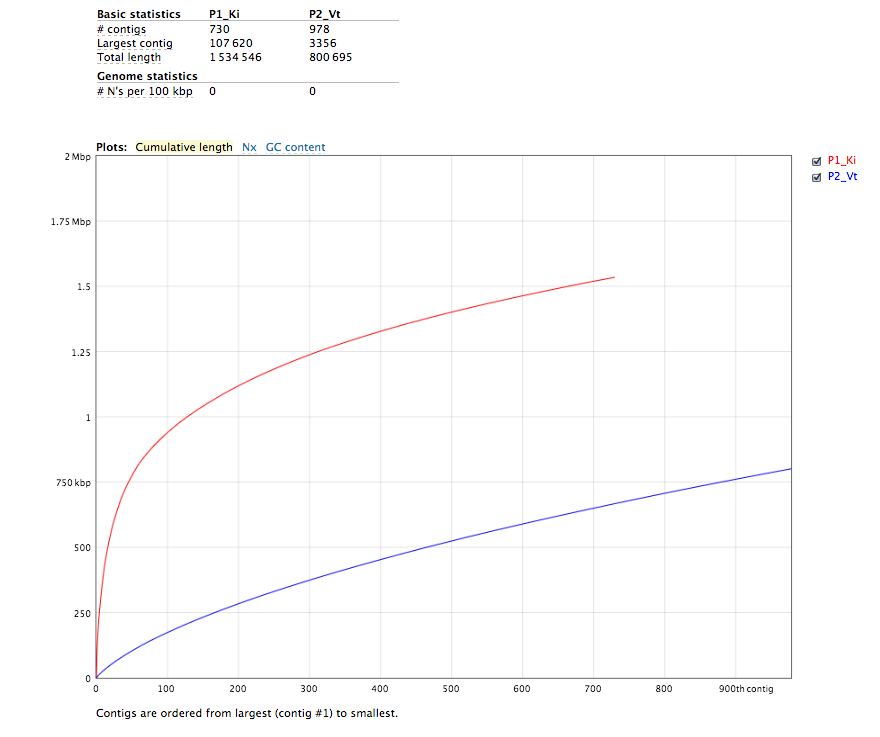 Basic statistics P1_Ki P2_Vt
# contigs 730 978
Largest contig 107 620 3356
Total length 1 534 546 800 695
Genome statistics
# N's per 100 kbp 0 0
Plots: Cumulative length Nx GC content
2 Mbp
P1_Ki
P2_Vt
1.75 Mbp
1.5
1.25
1
750 kbp
500
250
0
0 100 200 300 400 500 600 700 800 900th contig
Contigs are ordered from largest (contig #1) to smallest.